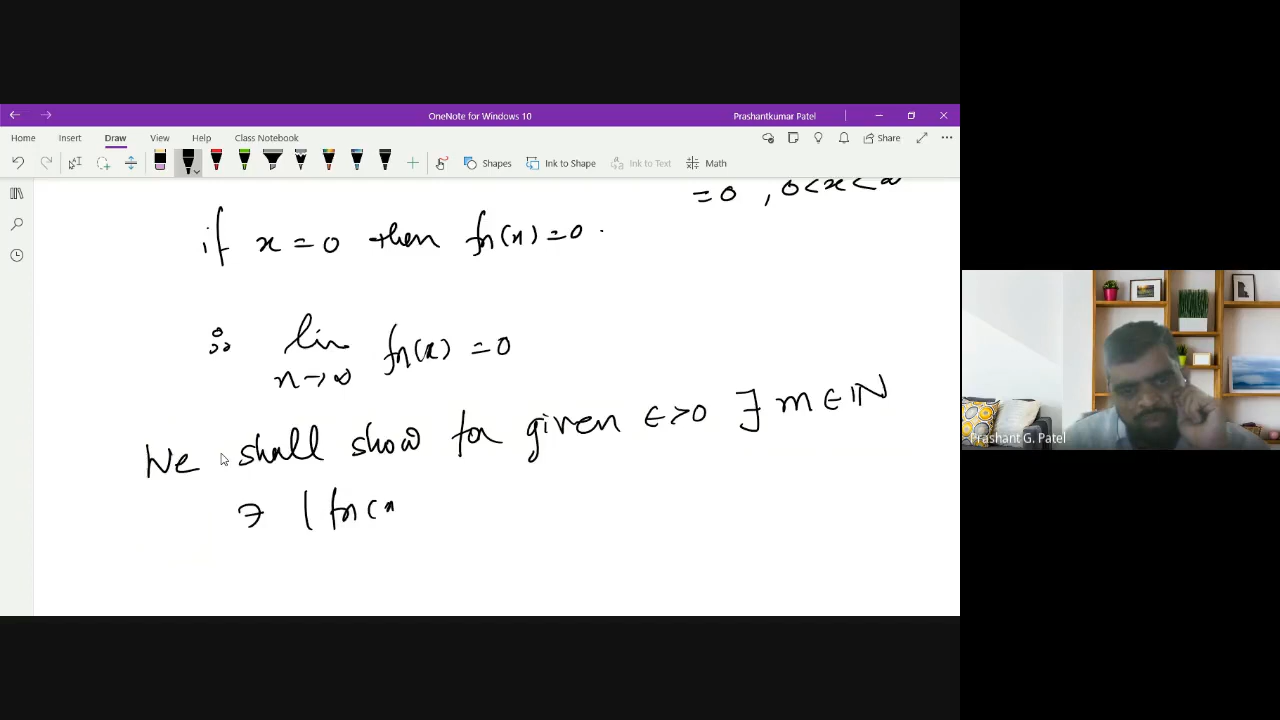 OneNote for Windows 10
Prashantkumar Patel
Home Insert Draw View Help Class Notebook
Share
Shapes Ink to Shape Ink to Text Math
= 0 , 0 < x < ∞
if x = 0 then fn(x) = 0 .
∴ lim fn(x) = 0
n → ∞
We shall show for given ε > 0 ∃ m ∈ ℕ
∋ | fn(x
Prashant G. Patel